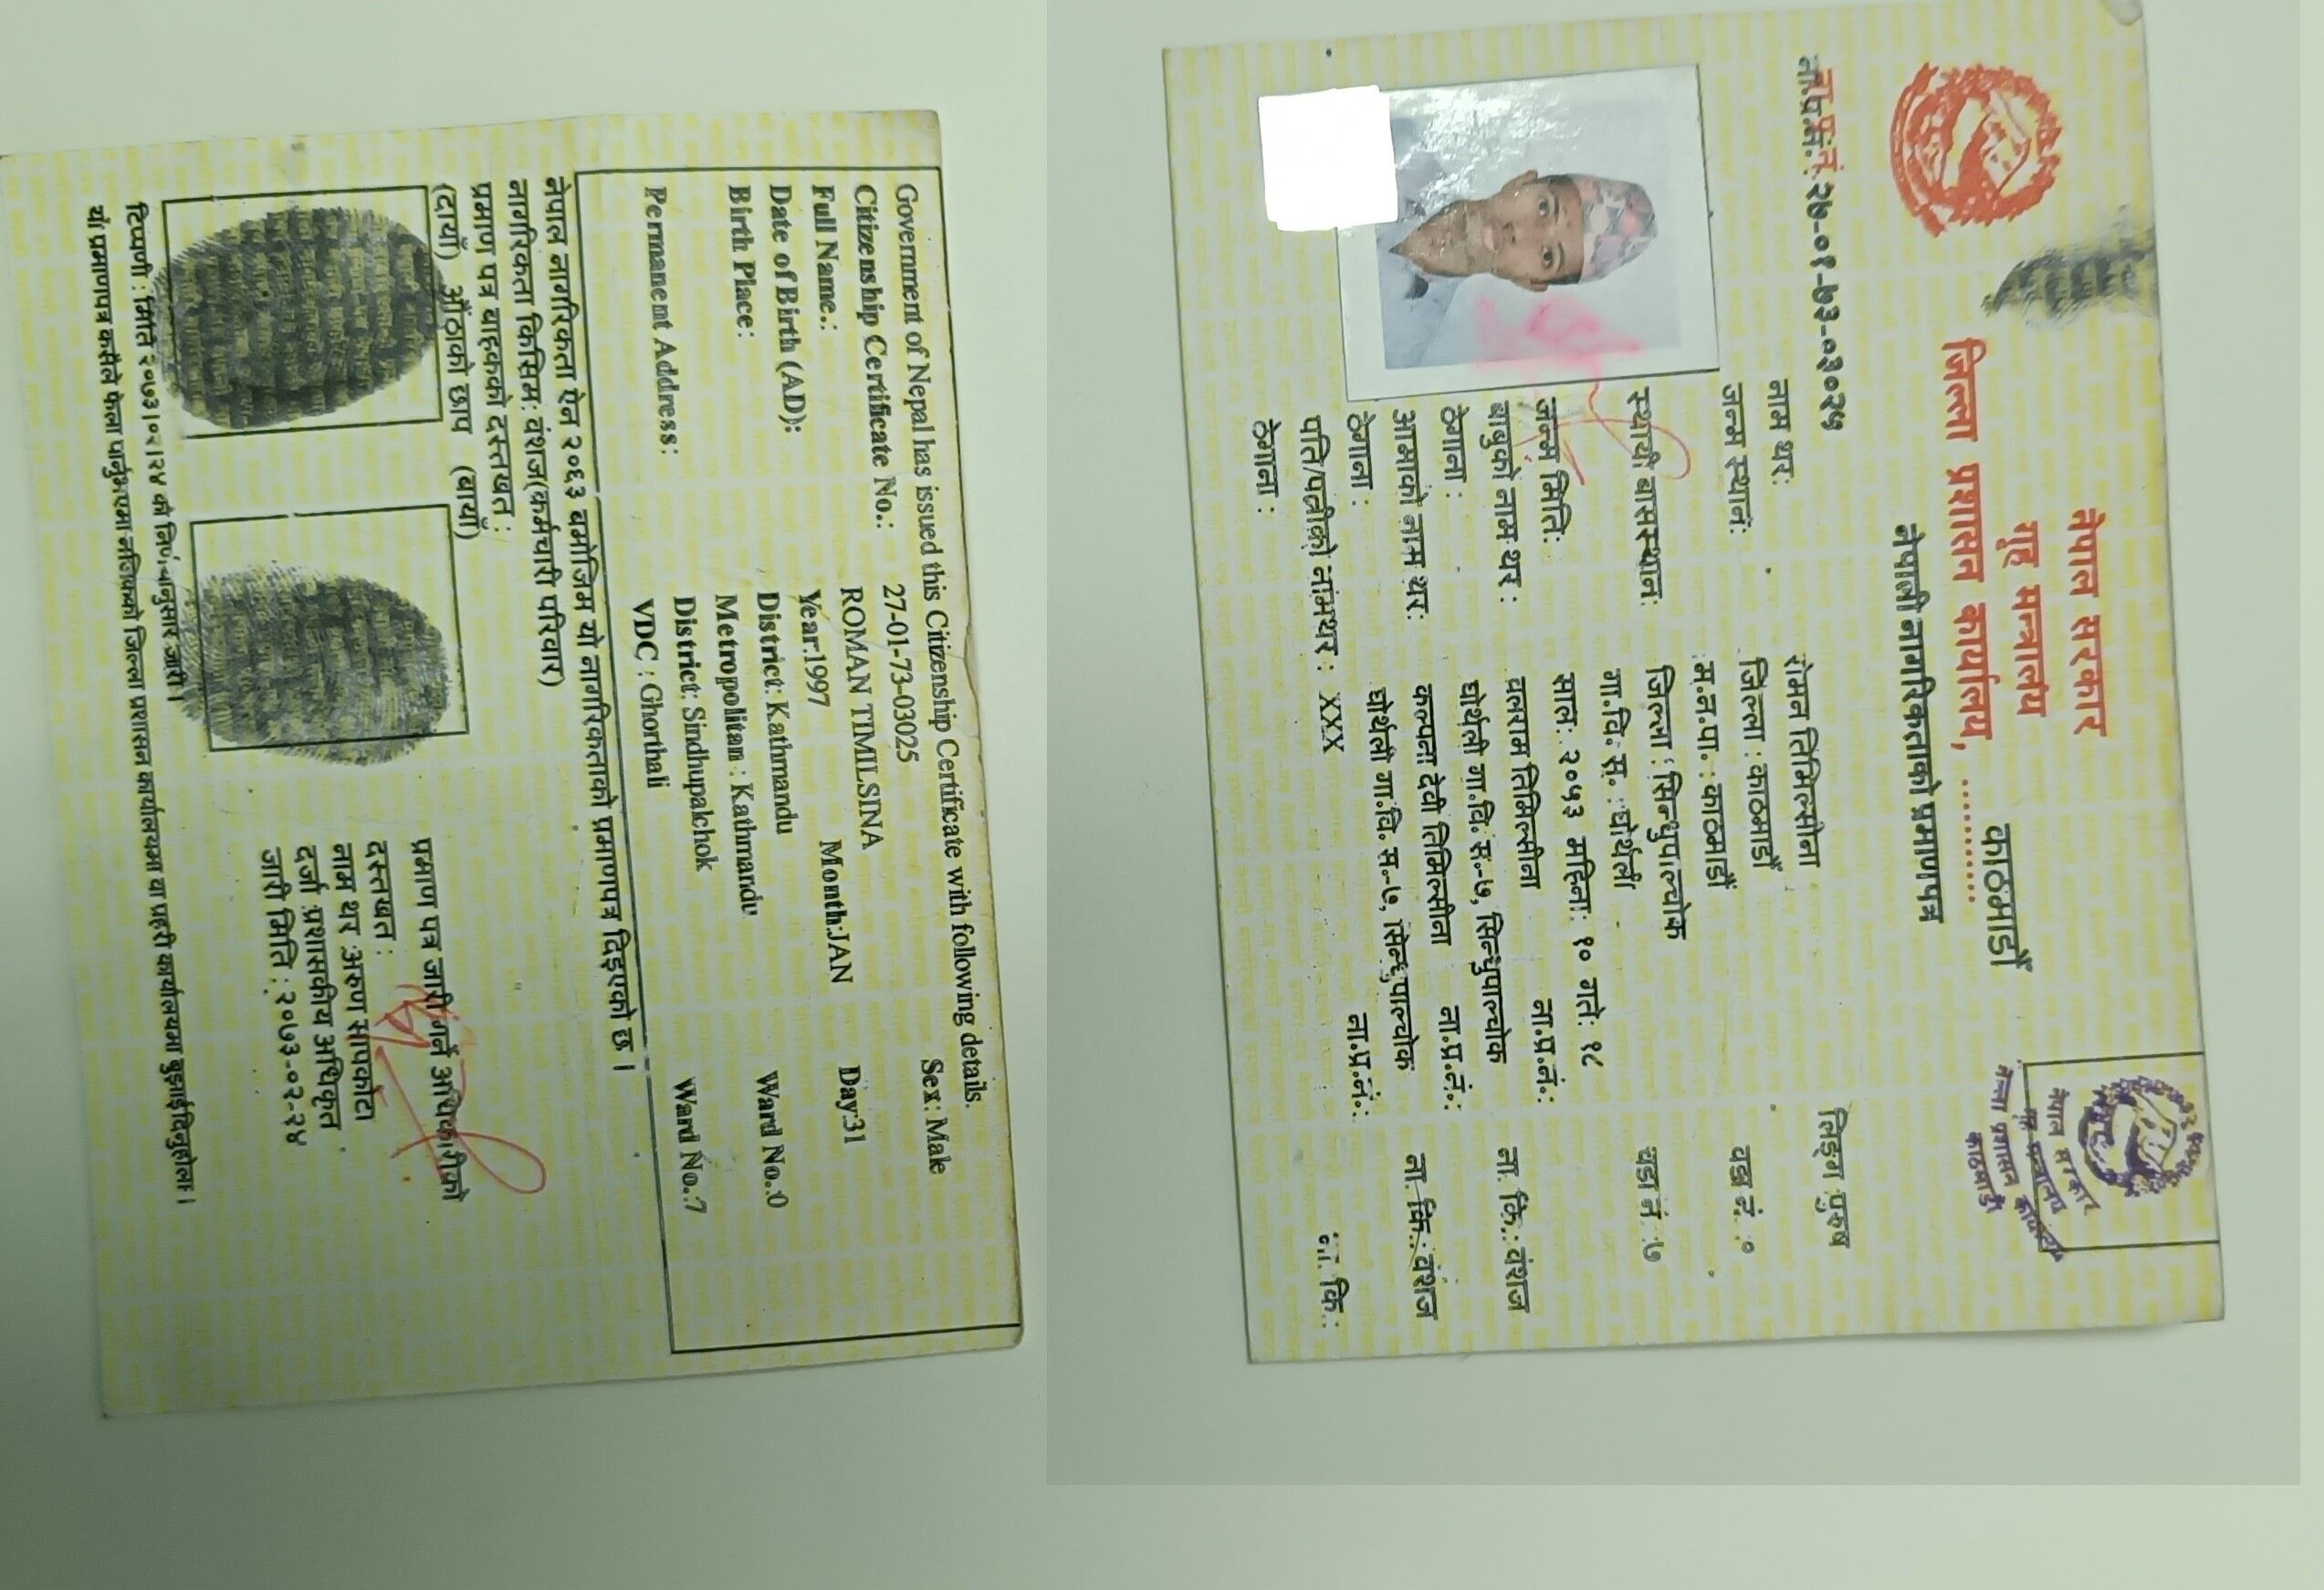 Government of Nepal has issued this Citizenship Certificate with following details.
Citizenship Certificate No.: 27-01-73-03025 Sex: Male
Full Name.: ROMAN TIMILSINA
Date of Birth (AD): Year:1997 Month:JAN Day:31
Birth Place: District: Kathmandu
Metropolitan : Kathmandu Ward No.:0
Permanent Address: District: Sindhupalchok
VDC : Ghorthali Ward No.:7
नेपाल नागरिकता ऐन २०६३ बमोजिम यो नागरिकताको प्रमाणपत्र दिइएको छ ।
नागरिकता किसिम: वंशज(कर्मचारी परिवार)
प्रमाण पत्र बाहकको दस्तखत :
(दायाँ) औंठाको छाप (बायाँ)
प्रमाण पत्र जारी गर्ने अधिकारीको
दस्तखत :
नाम थर :अरुण सापकोटा
दर्जा :प्रशासकीय अधिकृत
जारी मिति : २०७३-०२-२४
टिप्पणी : मिति २०७३।०२।२४ को निर्णयानुसार जारी ।
यो प्रमाणपत्र कसैले फेला पार्नुभएमा नजिकको जिल्ला प्रशासन कार्यालयमा वा प्रहरी कार्यालयमा बुझाईदिनुहोला ।
नेपाल सरकार
गृह मन्त्रालय
जिल्ला प्रशासन कार्यालय, ........... काठमाडौं
नेपाली नागरिकताको प्रमाणपत्र
नेपाल सरकार
गृह मन्त्रालय
जिल्ला प्रशासन कार्यालय
काठमाडौं
ना.प्र.नं. २७-०१-७३-०३०२५
नाम थर: रोमन तिमिल्सीना लिङ्ग पुरुष
जन्म स्थान: जिल्ला : काठमाडौं
म.न.पा. : काठमाडौं वडा नं. :०
स्थायी बासस्थान: जिल्ला : सिन्धुपाल्चोक
गा.वि. स. : घोर्थली वडा नं :७
जन्म मिति: साल: २०५३ महिना: १० गते: १८
बाबुको नाम थर : वलराम तिमिल्सीना ना.प्र.नं.: ना. कि.: वंशज
ठेगाना : घोर्थली गा.वि. स.-७, सिन्धुपाल्चोक
आमाको नाम थर: कल्पना देवी तिमिल्सीना ना.प्र.नं.: ना. कि.: वंशज
ठेगाना : घोर्थली गा.वि. स.-७, सिन्धुपाल्चोक
पति/पत्नीको नामथर : XXX ना.प्र.नं.: ना. कि.:
ठेगाना :